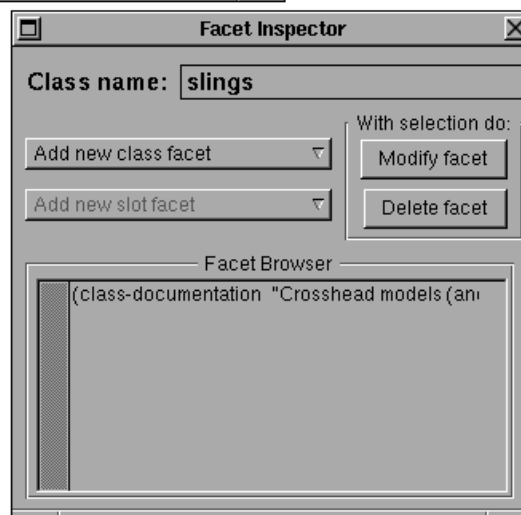 Facet Inspector
Class name: slings
With selection do:
Add new class facet
Modify facet
Add new slot facet
Delete facet
Facet Browser
(class-documentation "Crosshead models (an